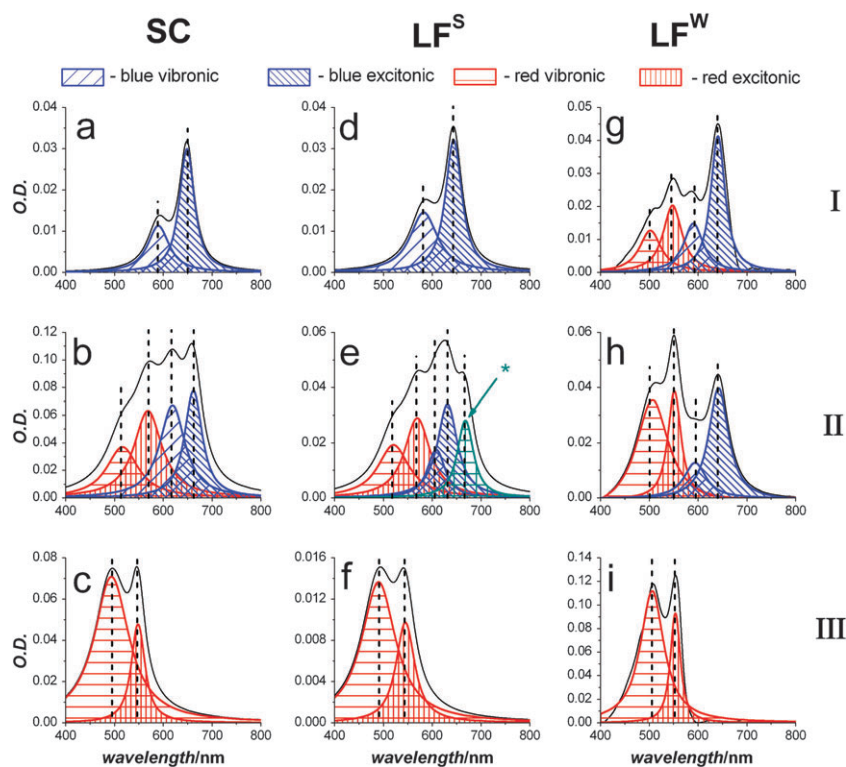 SC LF^S LF^W
- blue vibronic - blue excitonic - red vibronic - red excitonic
a d g
0.04 0.04 0.05
0.03 0.03 0.04
0.02 0.02 0.03
0.01 0.01 0.02
0.00 0.00 0.01
0.00
O.D.
400 500 600 700 800 400 500 600 700 800 400 500 600 700 800
I
b e * h
0.12 0.06 0.06
0.10
0.08 0.04 0.04
0.06
0.04 0.02 0.02
0.02
0.00 0.00 0.00
O.D.
400 500 600 700 800 400 500 600 700 800 400 500 600 700 800
II
c f i
0.08 0.016 0.14
0.12
0.06 0.012 0.10
0.08
0.04 0.008 0.06
0.02 0.004 0.04
0.02
0.00 0.000 0.00
O.D.
400 500 600 700 800 400 500 600 700 800 400 500 600 700 800
III
wavelength/nm wavelength/nm wavelength/nm